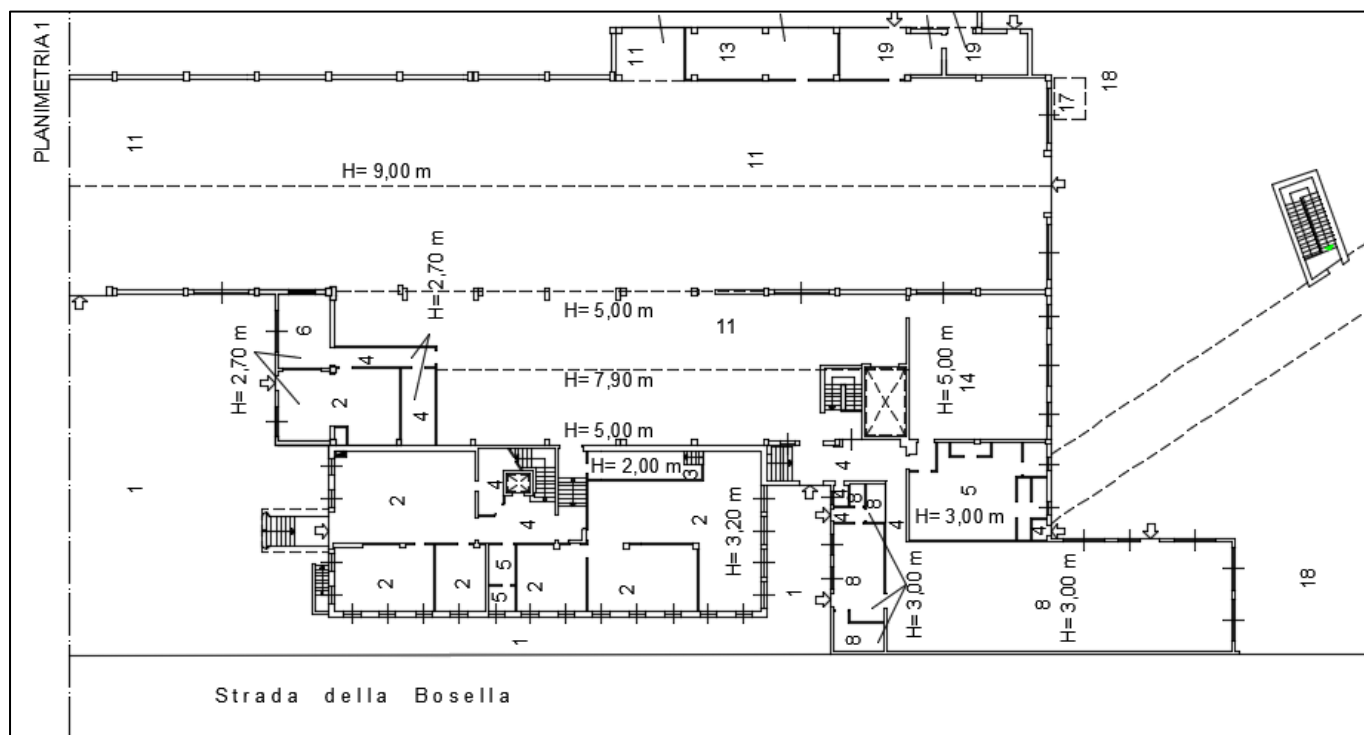 PLANIMETRIA 1
11
13
19
19
18
17
11
11
H= 9,00 m
H= 2,70 m
H= 5,00 m
11
6
4
H= 2,70 m
H= 7,90 m
H= 5,00 m
14
2
4
H= 5,00 m
H= 2,00 m
3
4
1
2
4
4
2
H= 3,20 m
5
H= 3,00 m
4
8
8
4
4
4
2
2
5
5
2
2
1
8
H= 3,00 m
8
H= 3,00 m
18
8
1
Strada della Bosella